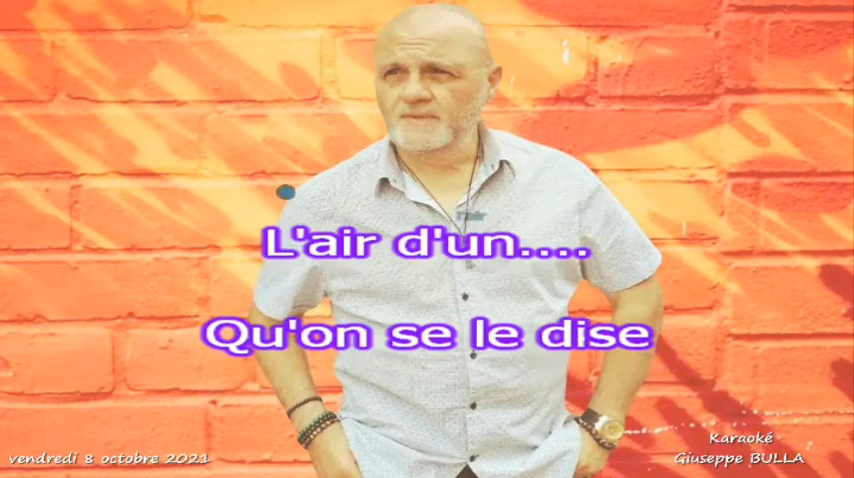 L'air d'un....
Qu'on se le dise
vendredi 8 octobre 2021
Karaoké
Giuseppe BULLA